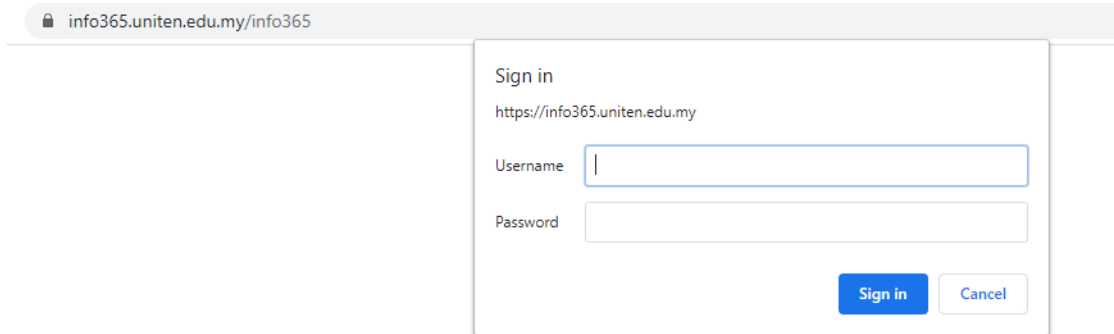 info365.uniten.edu.my/info365
Sign in
https://info365.uniten.edu.my
Username
Password
Sign in Cancel